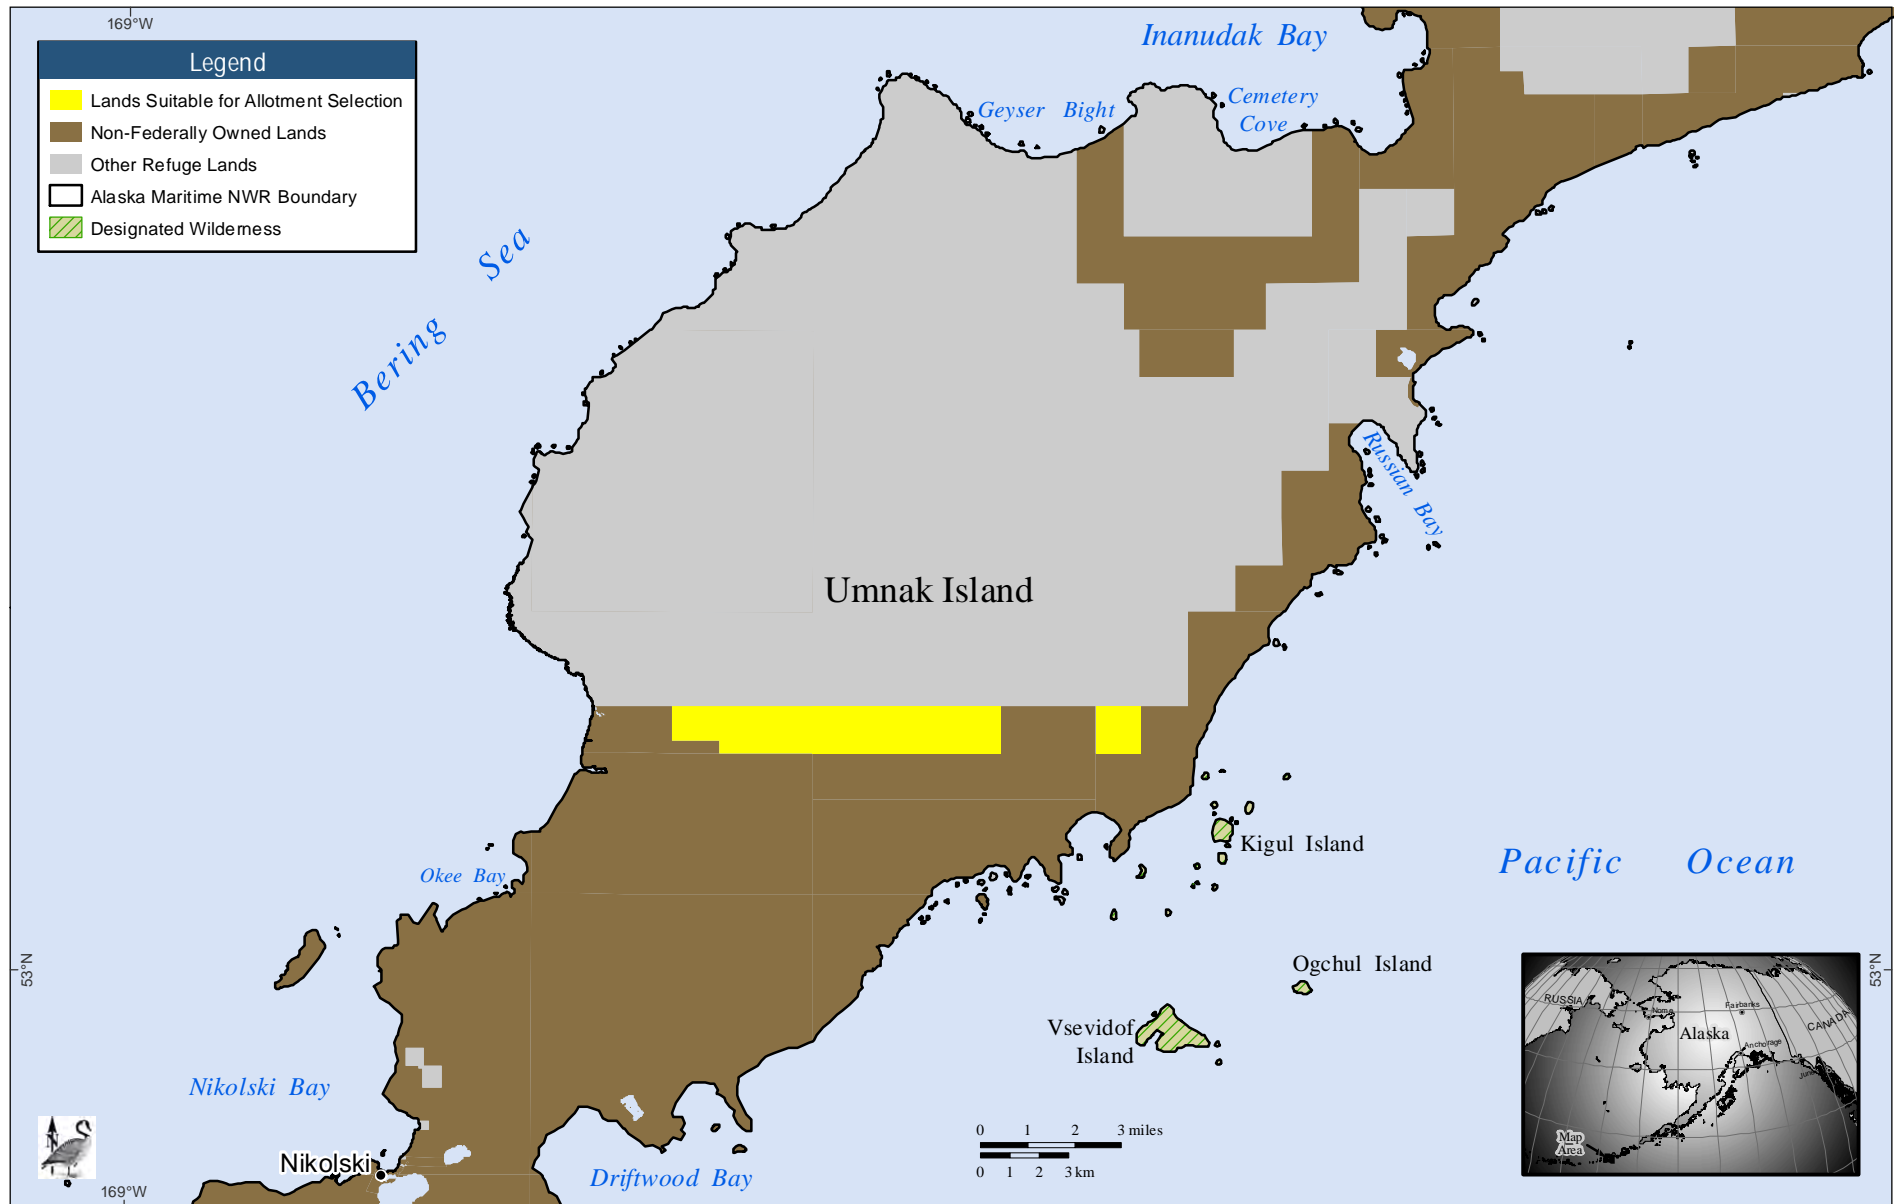 169°W
Legend
Lands Suitable for Allotment Selection
Non-Federally Owned Lands
Other Refuge Lands
Alaska Maritime NWR Boundary
Designated Wilderness
Inanudak Bay
Geyser Bight
Cemetery
Cove
Bering Sea
Russian Bay
Umnak Island
Kigul Island
Pacific Ocean
Okee Bay
Ogchul Island
53°N
53°N
Vsevidof
Island
Nikolski Bay
N
Nikolski
Driftwood Bay
0 1 2 3 miles
0 1 2 3 km
169°W
RUSSIA
Nome
Fairbanks
Alaska
CANADA
Anchorage
Map
Area